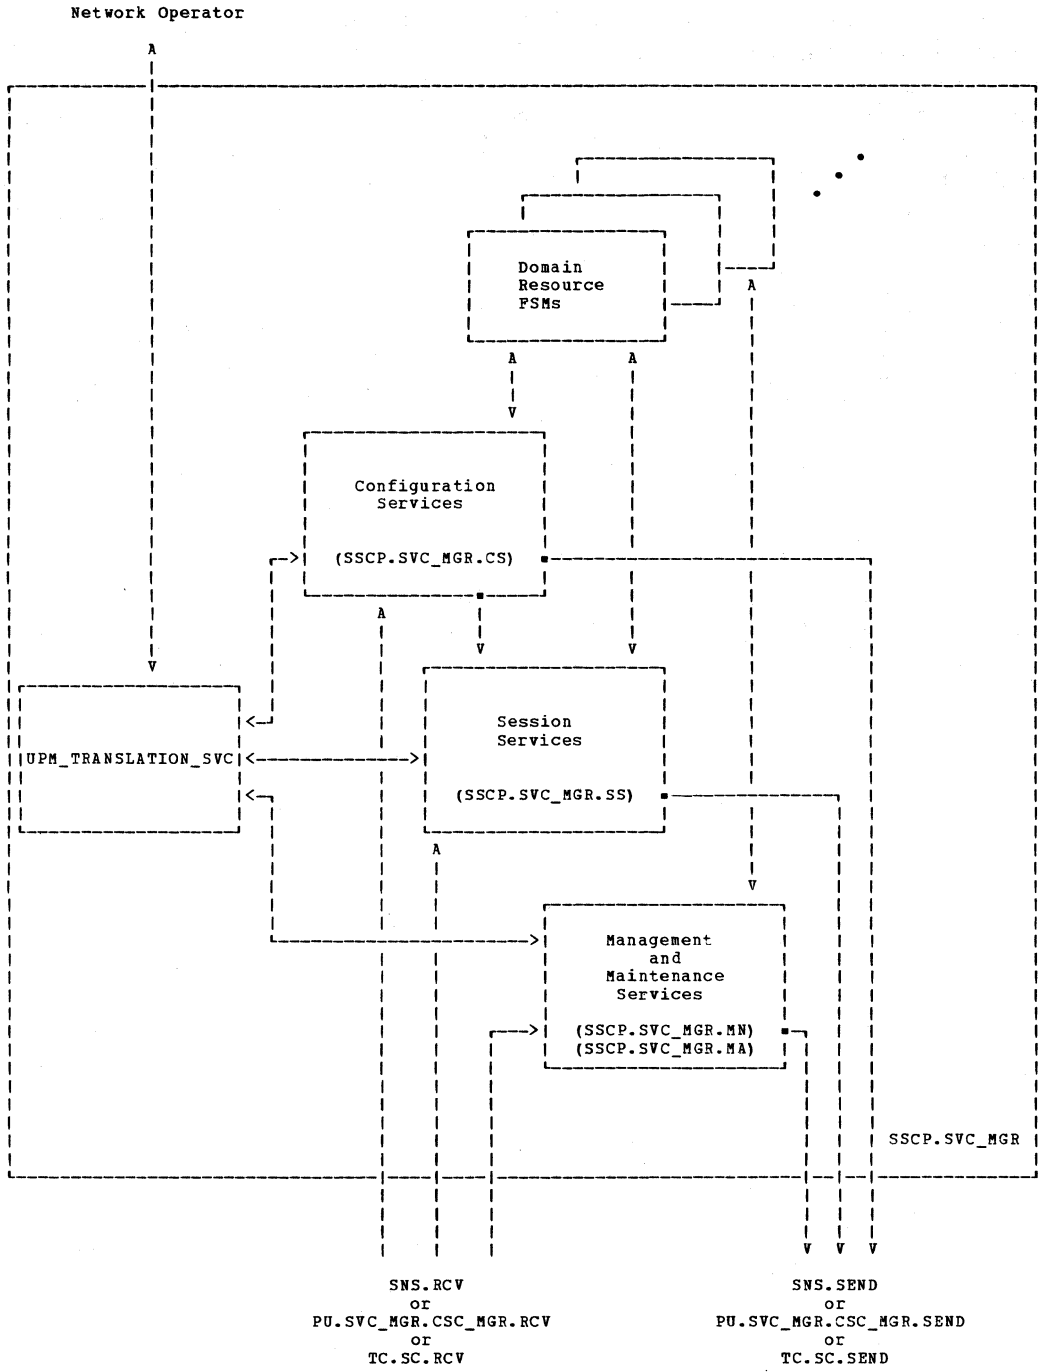 Network Operator
Domain
Resource
FSMs
Configuration
Services
(SSCP.SVC_MGR.CS)
Session
Services
UPM_TRANSLATION_SVC
(SSCP.SVC_MGR.SS)
Management
and
Maintenance
Services
(SSCP.SVC_MGR.MN)
(SSCP.SVC_MGR.MA)
SSCP.SVC_MGR
SNS.RCV
or
PU.SVC_MGR.CSC_MGR.RCV
or
TC.SC.RCV
SNS.SEND
or
PU.SVC_MGR.CSC_MGR.SEND
or
TC.SC.SEND